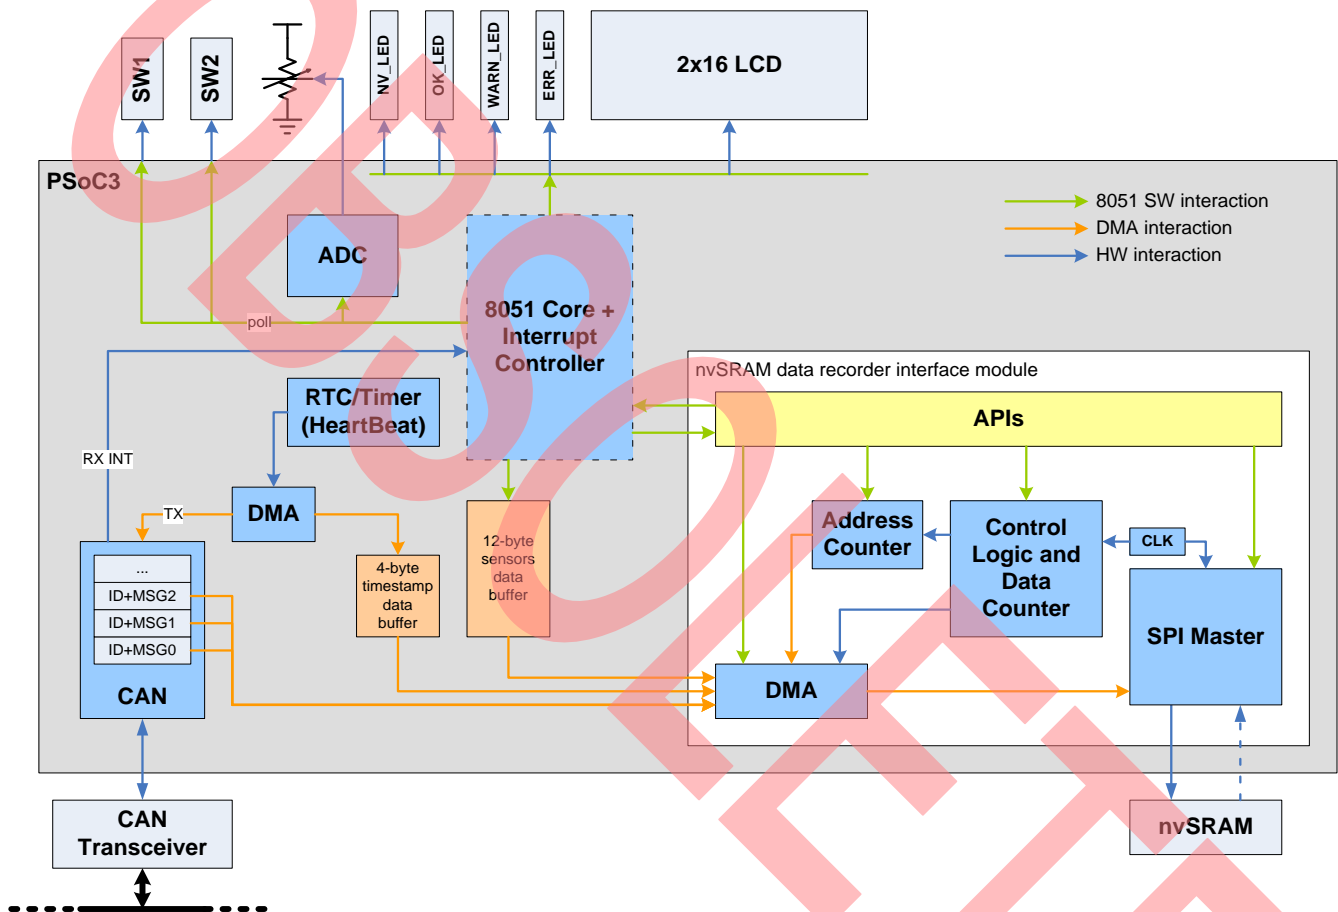 SW1
SW2
NV_LED
OK_LED
WARN_LED
ERR_LED
2x16 LCD
PSoC3
8051 SW interaction
DMA interaction
HW interaction
ADC
8051 Core +
Interrupt
Controller
poll
nvSRAM data recorder interface module
RTC/Timer
(HeartBeat)
APIs
RX INT
TX
DMA
Address
Counter
Control
Logic and
Data
Counter
CLK
12-byte
sensors
data
buffer
4-byte
timestamp
data
buffer
...
ID+MSG2
ID+MSG1
ID+MSG0
CAN
SPI Master
DMA
CAN
Transceiver
nvSRAM
OBSOLETE